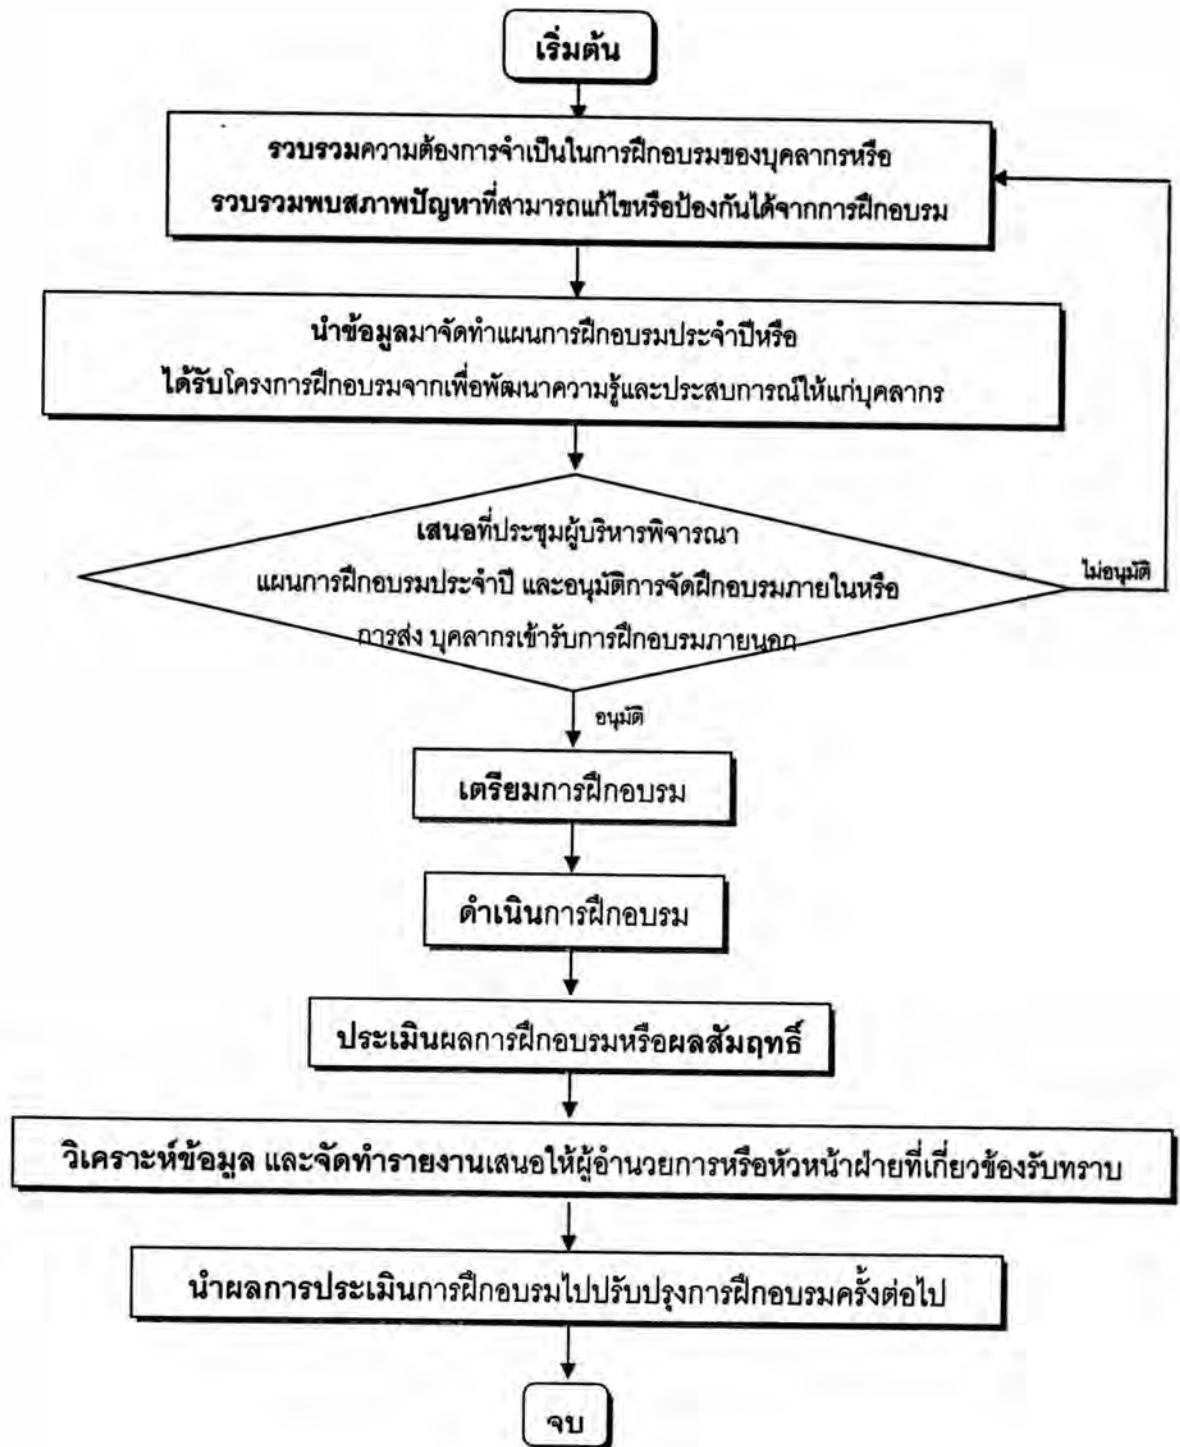 เริ่มต้น
รวบรวมความต้องการจำเป็นในการฝึกอบรมของบุคลากรหรือ
รวบรวมพบสภาพปัญหาที่สามารถแก้ไขหรือป้องกันได้จากการฝึกอบรม
นำข้อมูลมาจัดทำแผนการฝึกอบรมประจำปีหรือ
ได้รับโครงการฝึกอบรมจากเพื่อพัฒนาความรู้และประสบการณ์ให้แก่บุคลากร
เสนอที่ประชุมผู้บริหารพิจารณา
แผนการฝึกอบรมประจำปี และอนุมัติการจัดฝึกอบรมภายในหรือ
ไม่อนุมัติ
การส่ง บุคลากรเข้ารับการฝึกอบรมภายนอก
อนุมัติ
เตรียมการฝึกอบรม
ดำเนินการฝึกอบรม
ประเมินผลการฝึกอบรมหรือผลสัมฤทธิ์
วิเคราะห์ข้อมูล และจัดทำรายงานเสนอให้ผู้อำนวยการหรือหัวหน้าฝ่ายที่เกี่ยวข้องรับทราบ
นำผลการประเมินการฝึกอบรมไปปรับปรุงการฝึกอบรมครั้งต่อไป
จบ